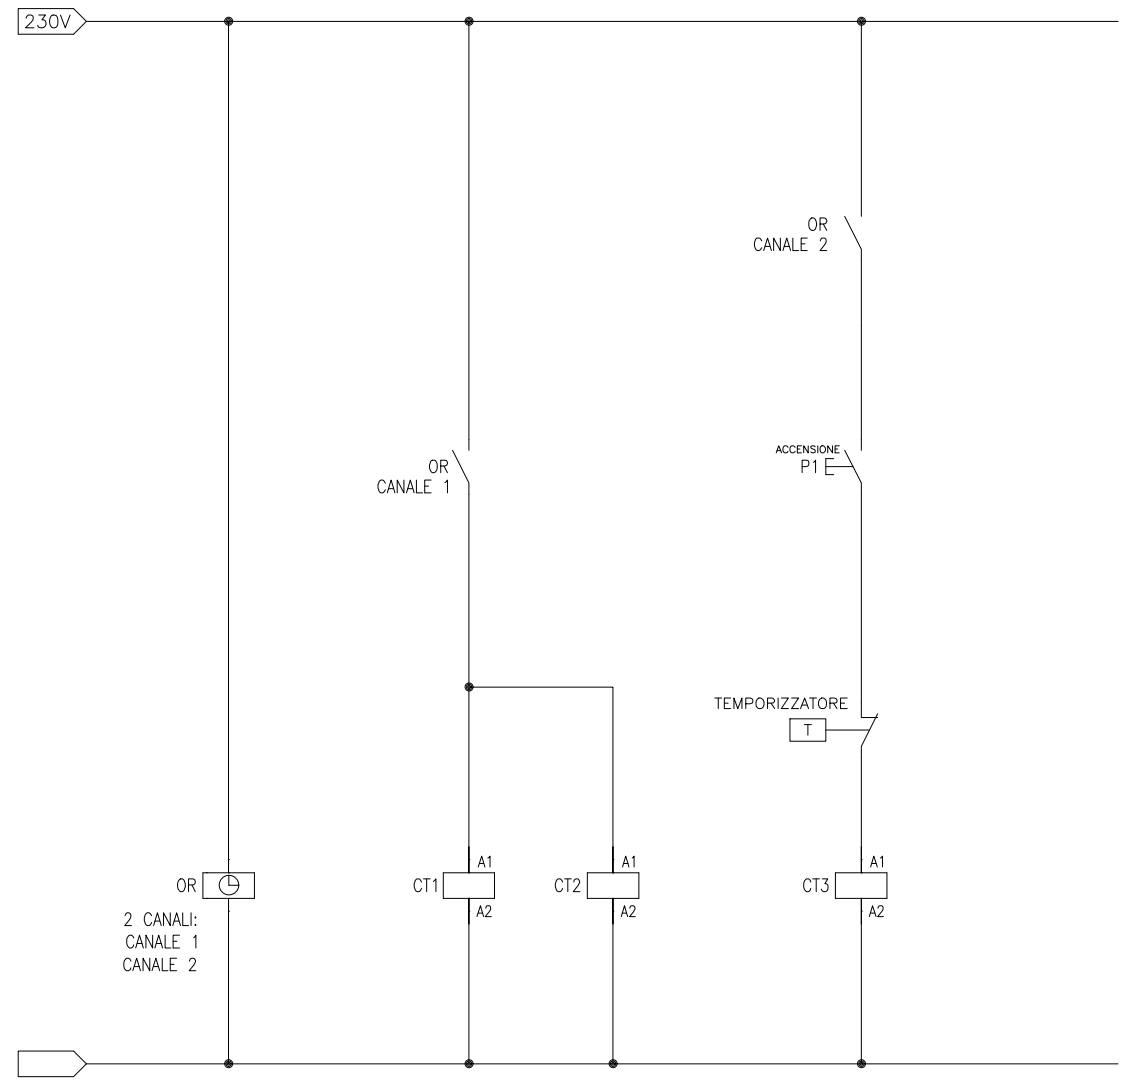 230V
OR
CANALE 2
ACCENSIONE
P1
OR
CANALE 1
TEMPORIZZATORE
T
A1
A1
A1
OR
CT1
CT2
CT3
A2
A2
A2
2 CANALI:
CANALE 1
CANALE 2